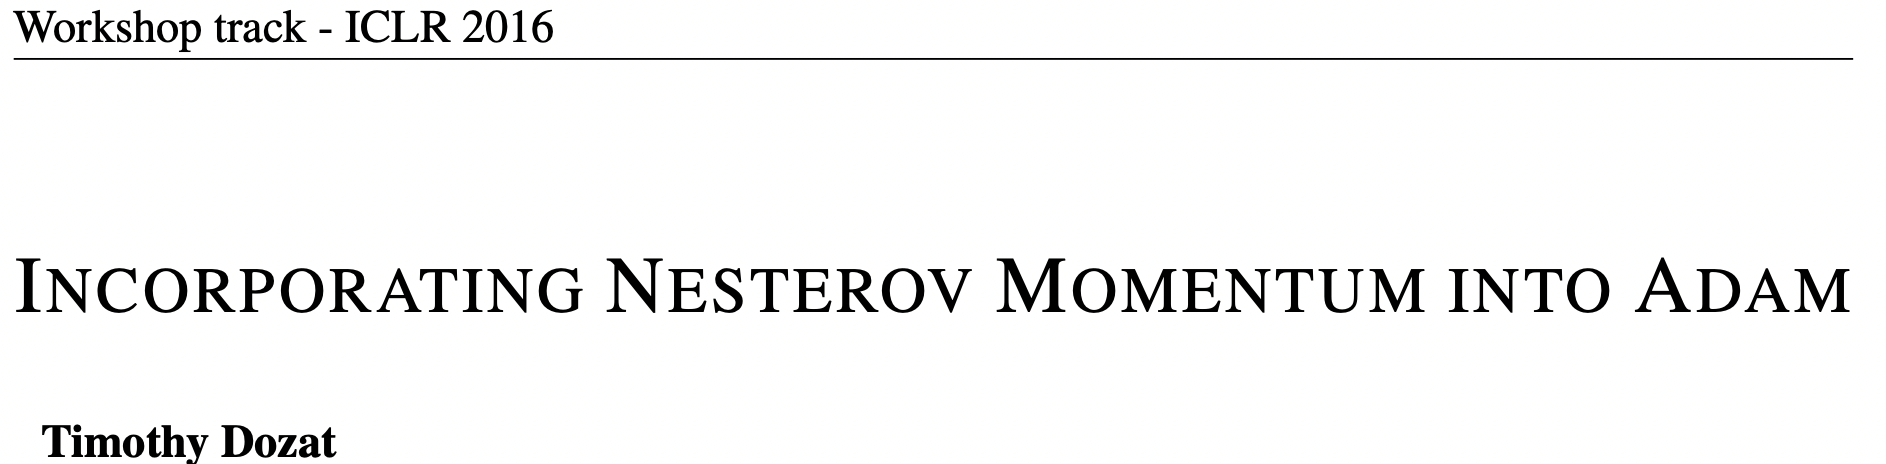 Workshop track - ICLR 2016
INCORPORATING NESTEROV MOMENTUM INTO ADAM
Timothy Dozat